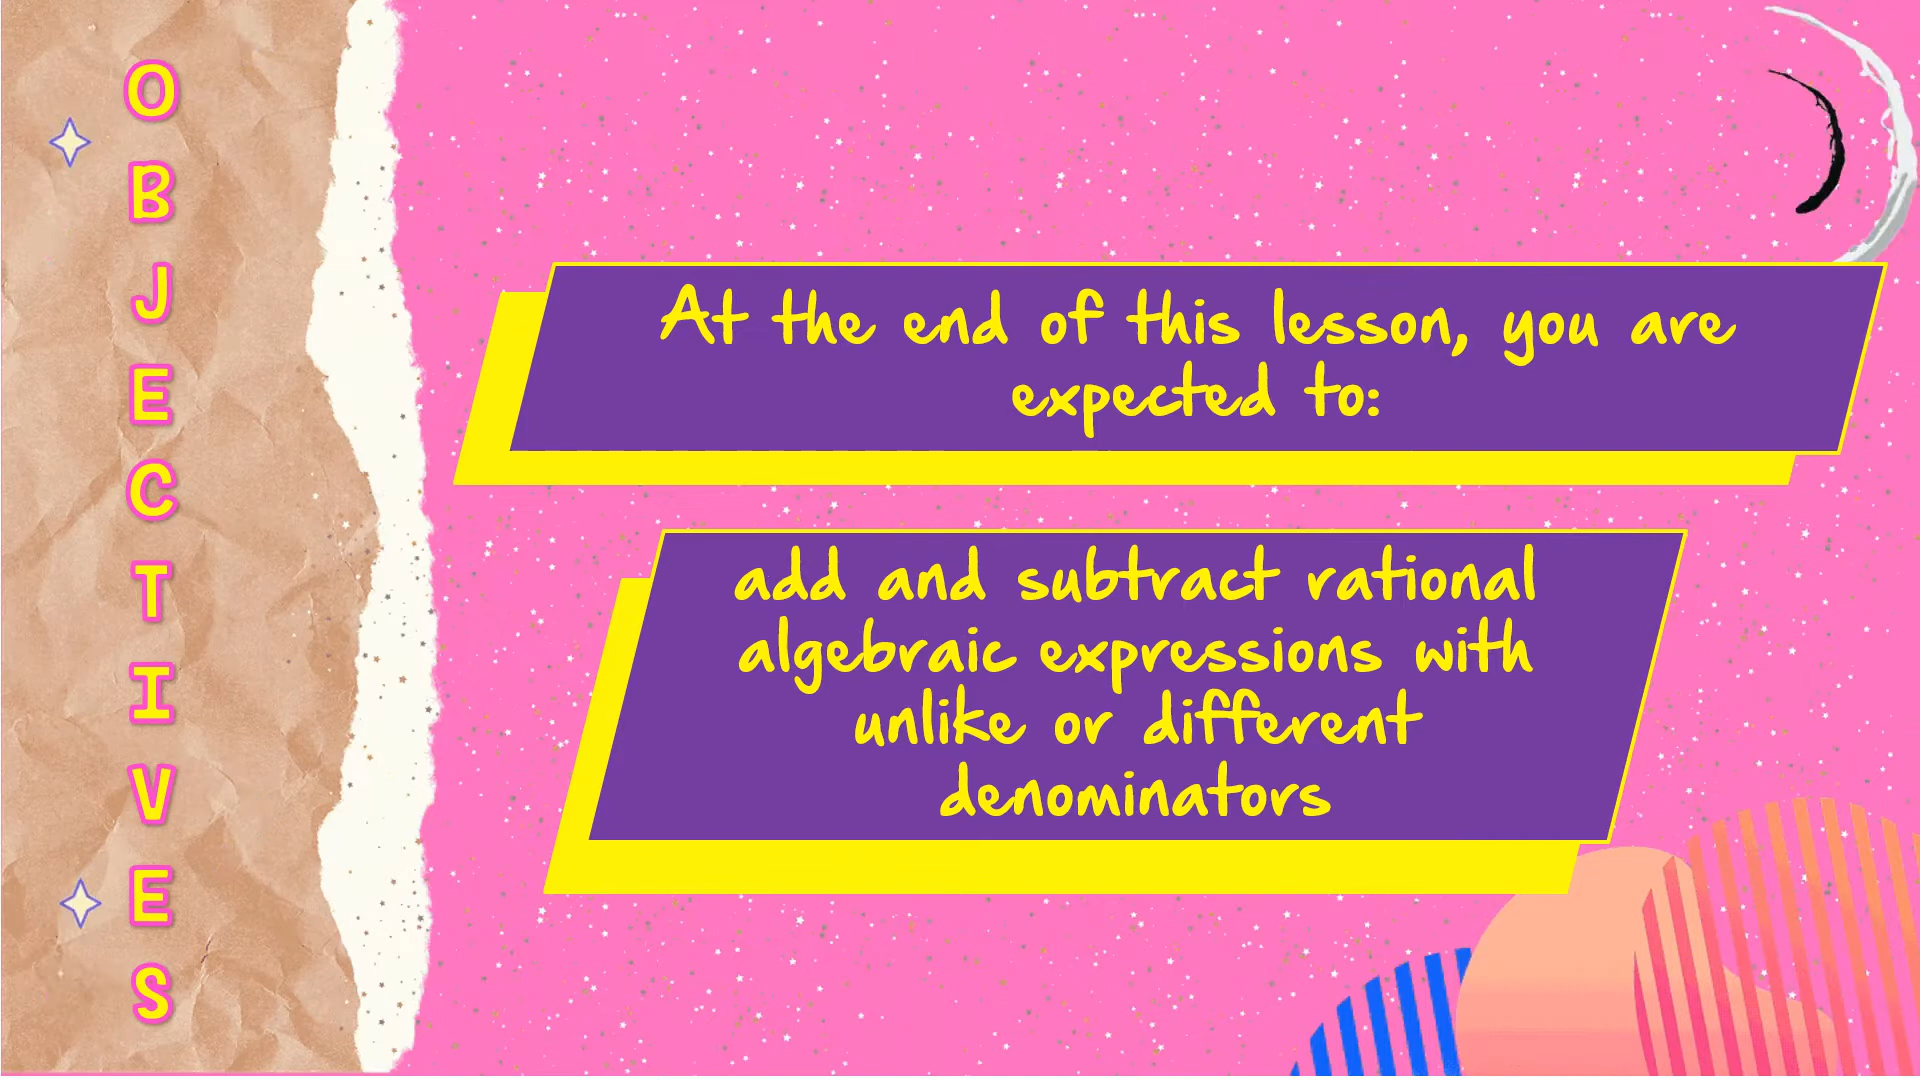 OBJECTIVES
At the end of this lesson, you are
expected to:
add and subtract rational
algebraic expressions with
unlike or different
denominators